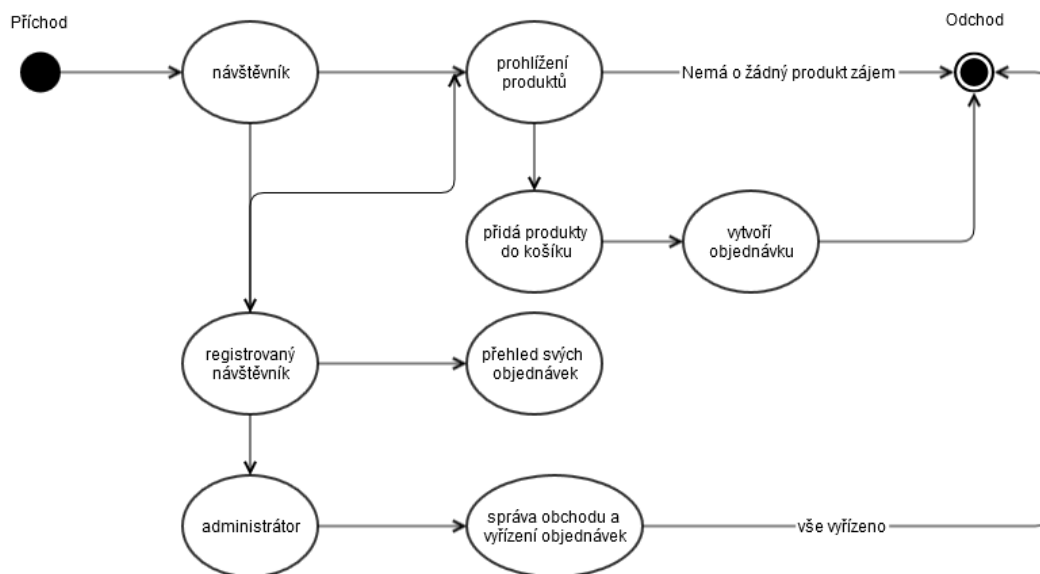 Příchod
Odchod
návštěvník
prohlížení
produktů
Nemá o žádný produkt zájem
přidá produkty
do košíku
vytvoří
objednávku
registrovaný
návštěvník
přehled svých
objednávek
administrátor
správa obchodu a
vyřízení objednávek
vše vyřízeno